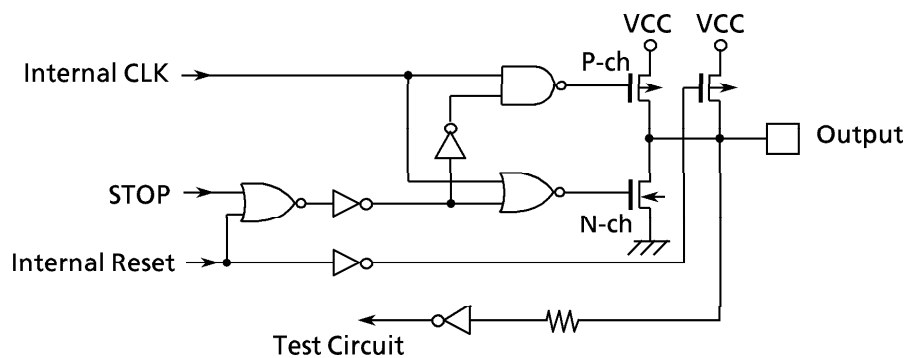 VCC
VCC
P-ch
Internal CLK
Output
STOP
N-ch
Internal Reset
Test Circuit